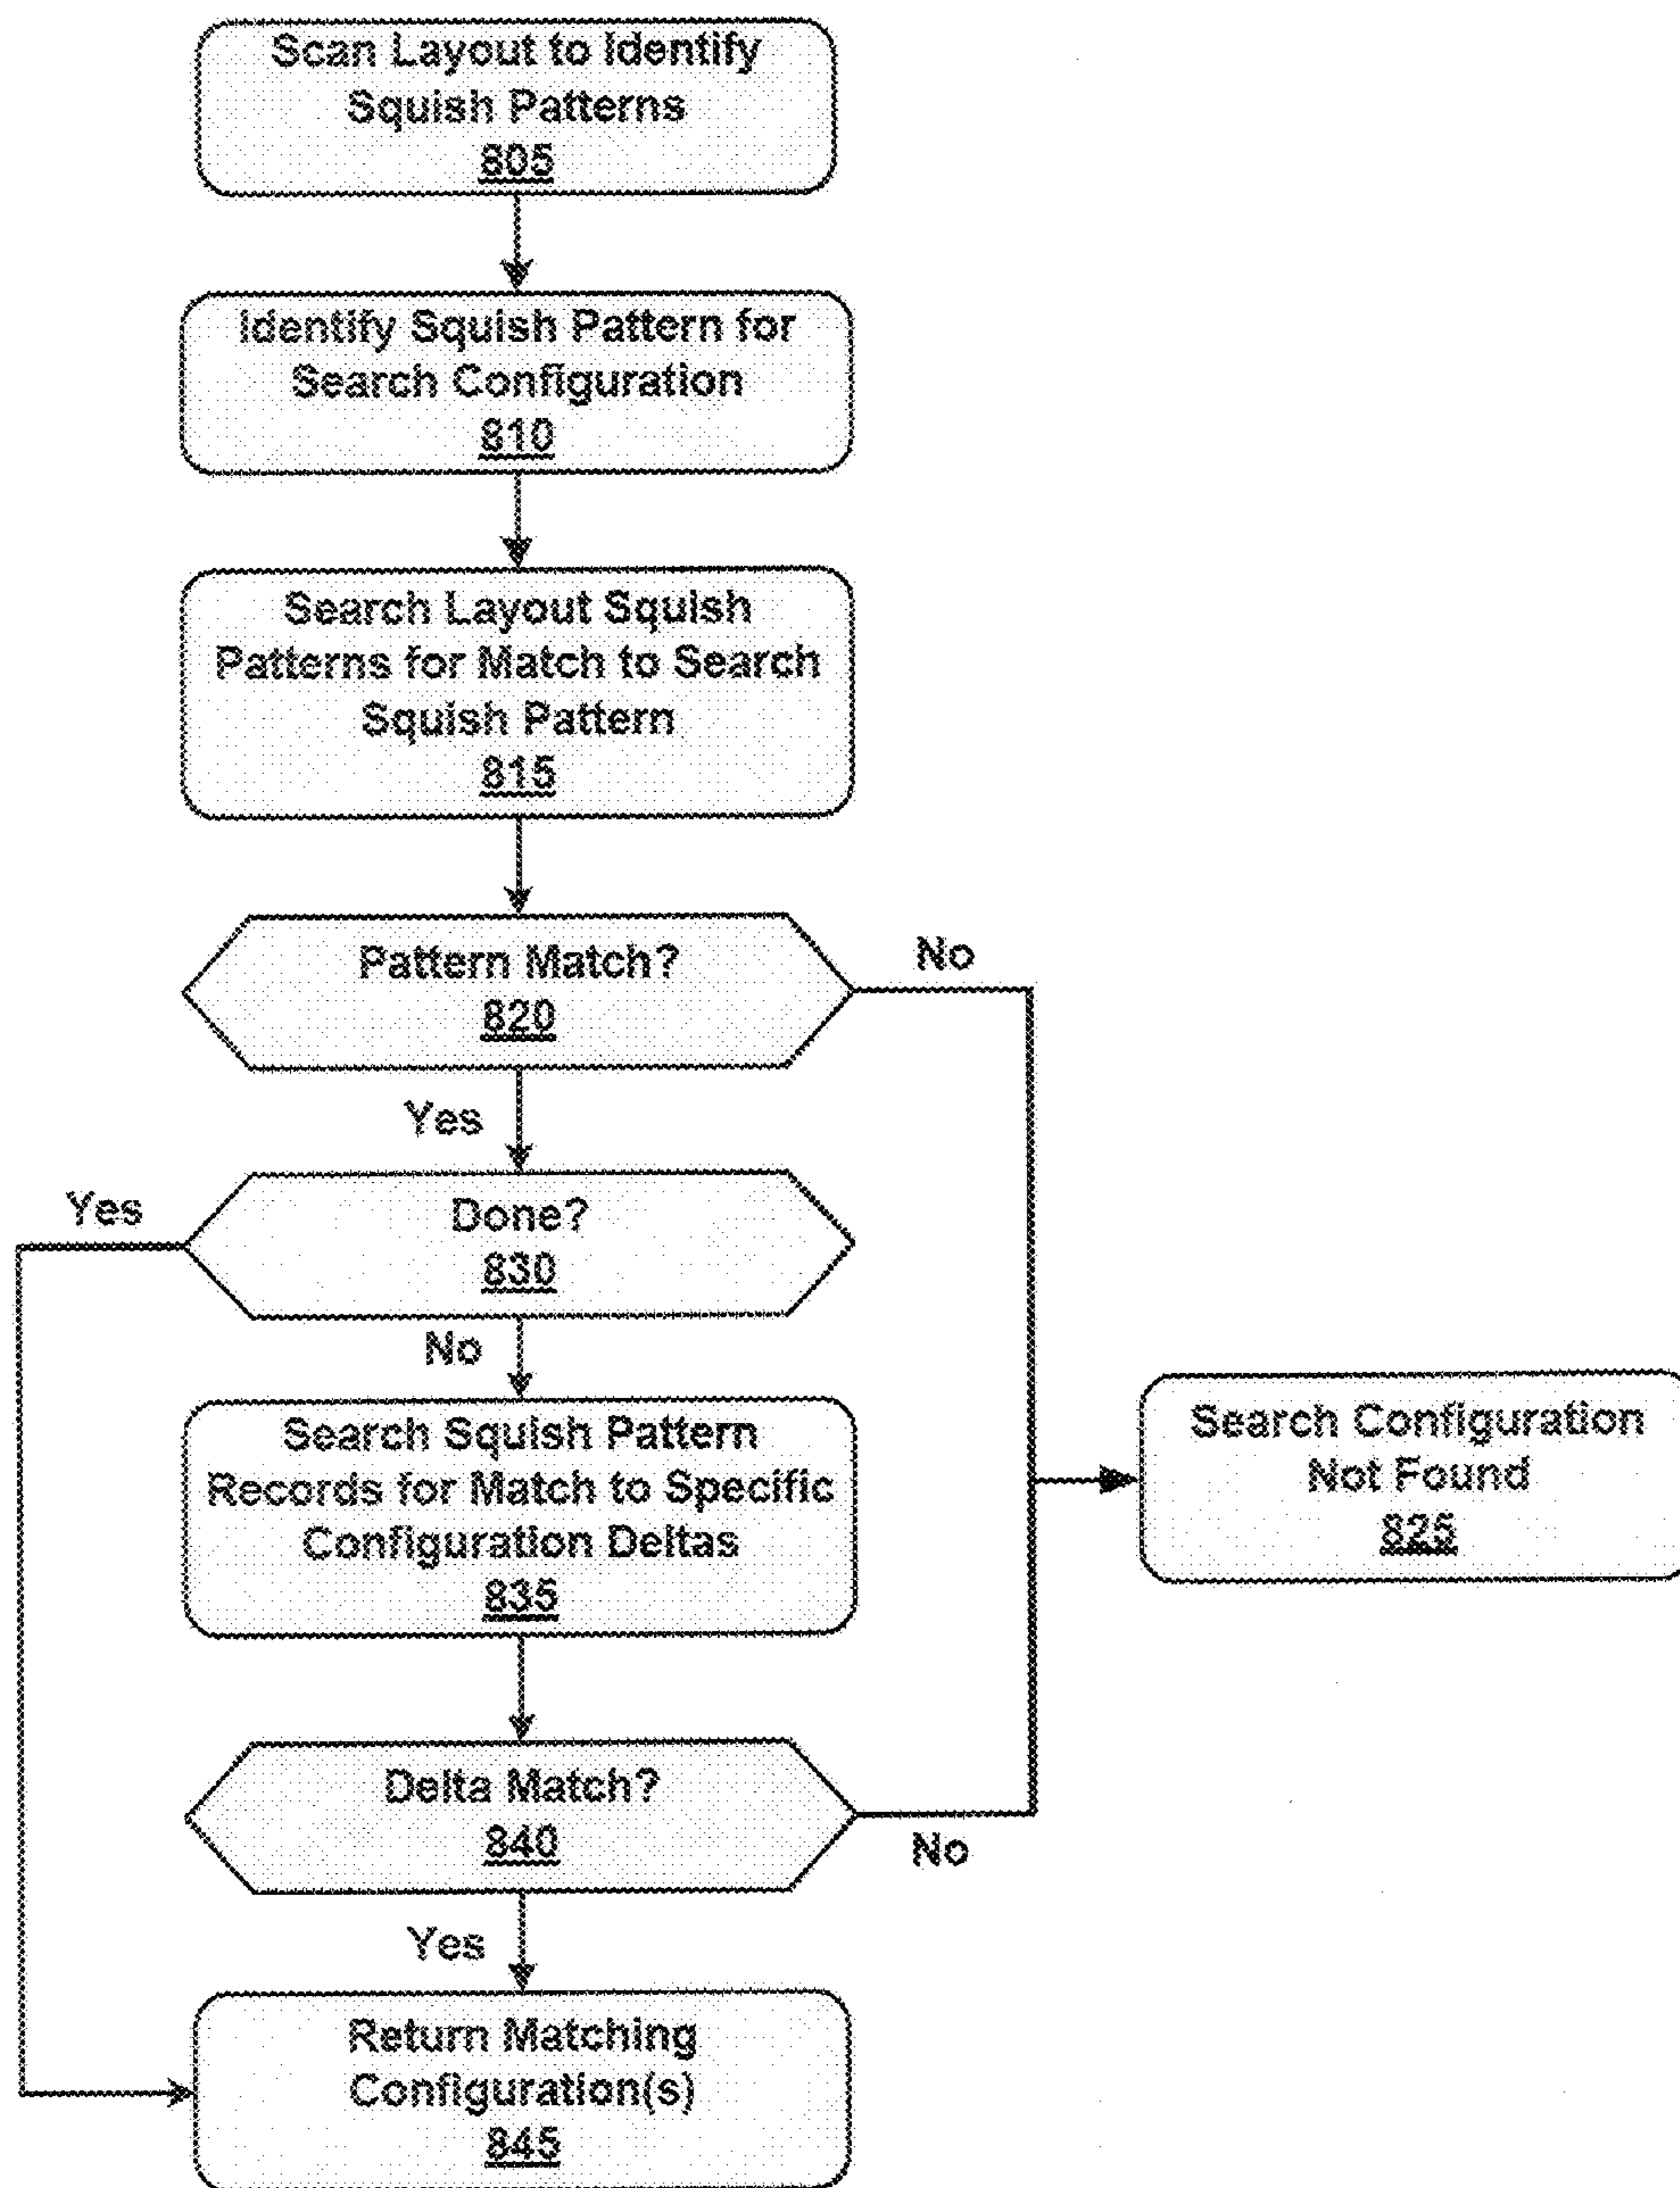 Scan Layout to Identify
Squish Patterns
805
Identify Squish Pattern for
Search Configuration
810
Search Layout Squish
Patterns for Match to Search
Squish Pattern
815
Pattern Match?
820
No
Yes
Done?
830
Yes
No
Search Squish Pattern
Records for Match to Specific
Configuration Deltas
835
Search Configuration
Not Found
825
Delta Match?
840
No
Yes
Return Matching
Configuration(s)
845